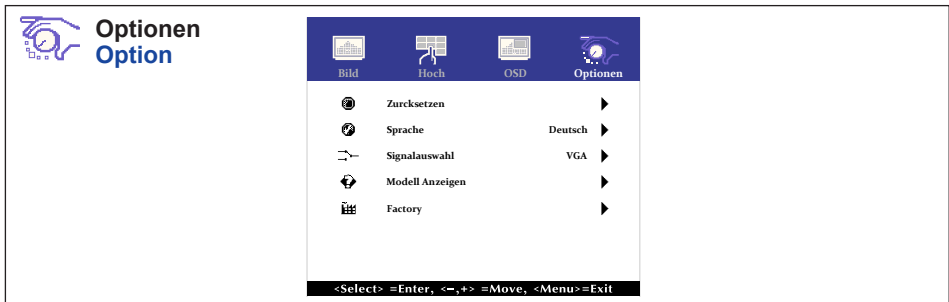 Optionen
Option
Bild Hoch OSD Optionen
Zurcksetzen
Sprache Deutsch
Signalauswahl VGA
Modell Anzeigen
Factory
<Select> =Enter, <−,+> =Move, <Menu>=Exit